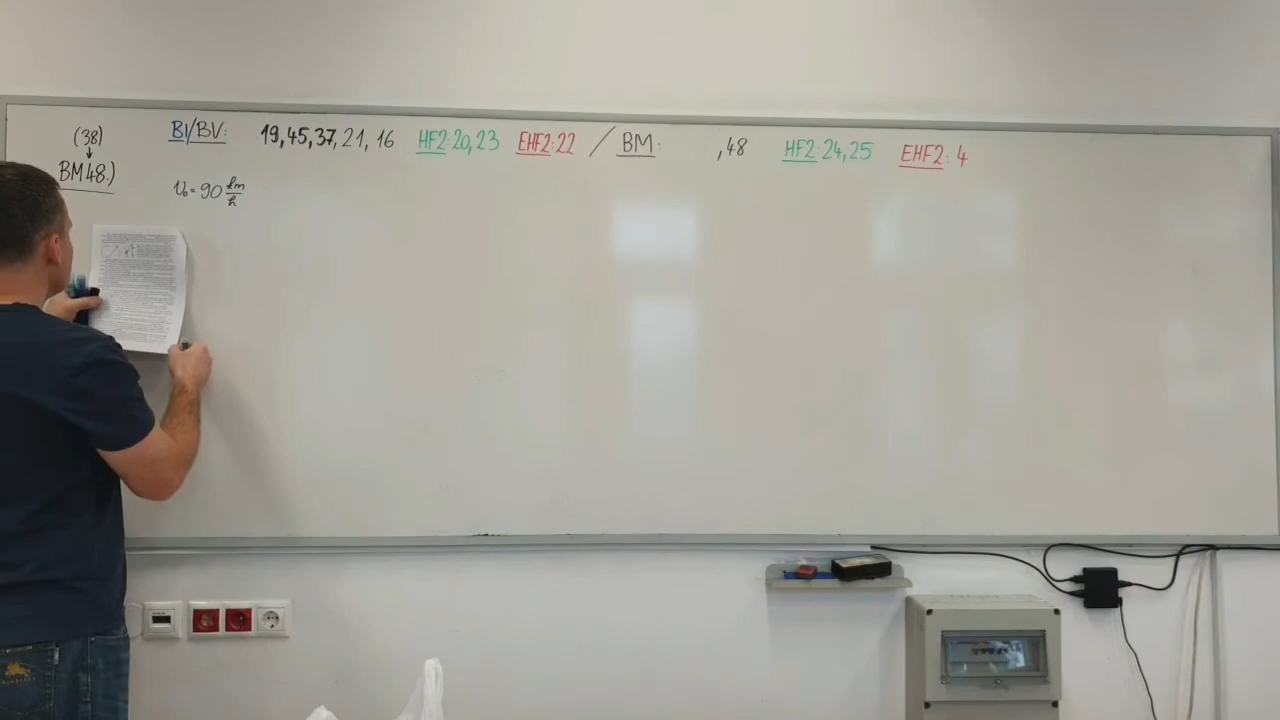 (38)
↓
BM48.)
BI/BV: 19, 45, 37, 21, 16 HF2: 20, 23 EHF2: 22 / BM: , 48 HF2: 24, 25 EHF2: 4
v₀ = 90 km/h